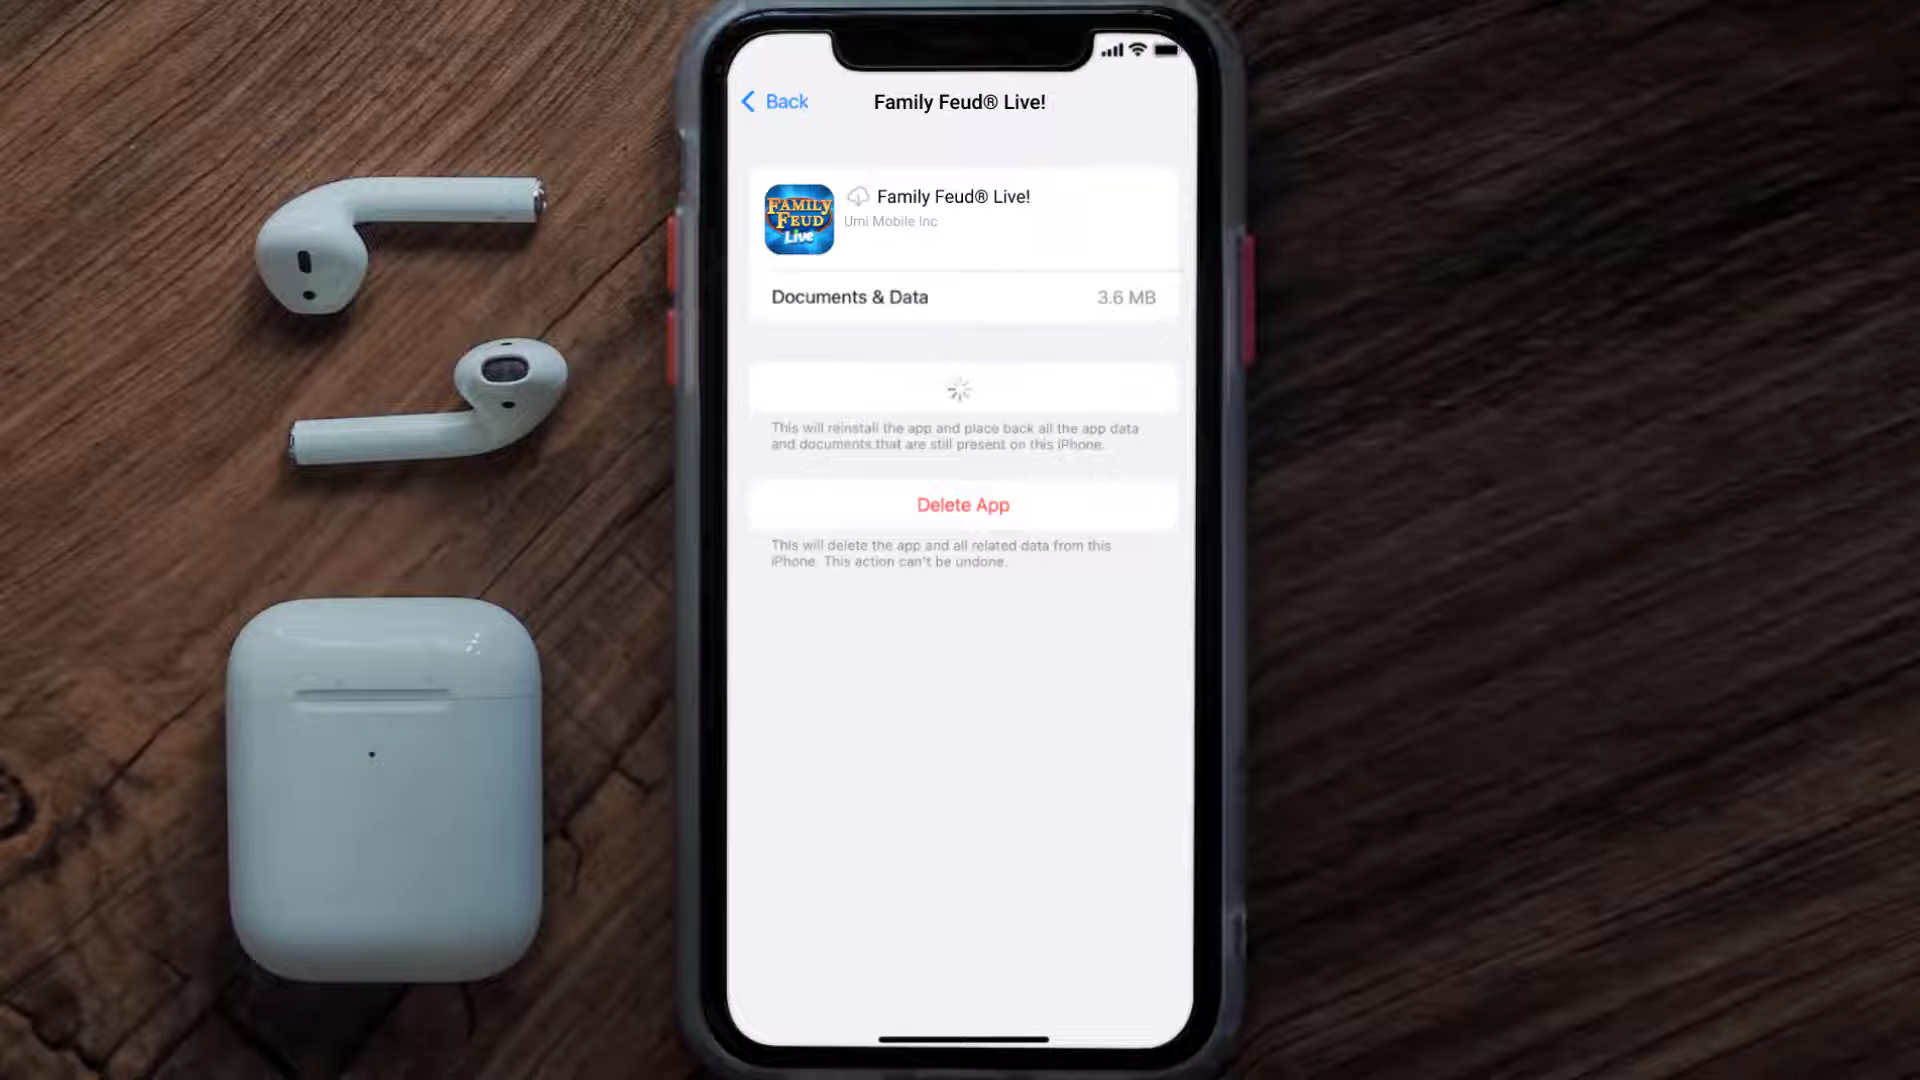 Back
Family Feud® Live!
FAMILY
FEUD
Live
Family Feud® Live!
Umi Mobile Inc
Documents & Data
3.6 MB
This will reinstall the app and place back all the app data
and documents that are still present on this iPhone.
Delete App
This will delete the app and all related data from this
iPhone. This action can't be undone.